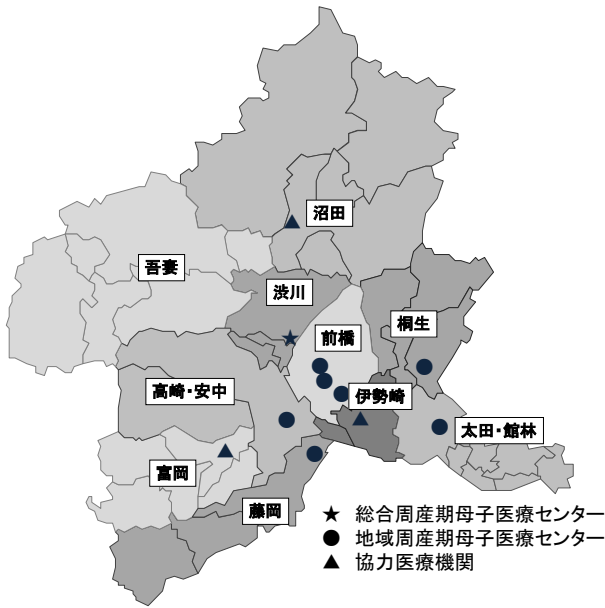 沼田
吾妻
渋川
桐生
前橋
高崎・安中
伊勢崎
太田・館林
富岡
藤岡
★ 総合周産期母子医療センター
● 地域周産期母子医療センター
▲ 協力医療機関